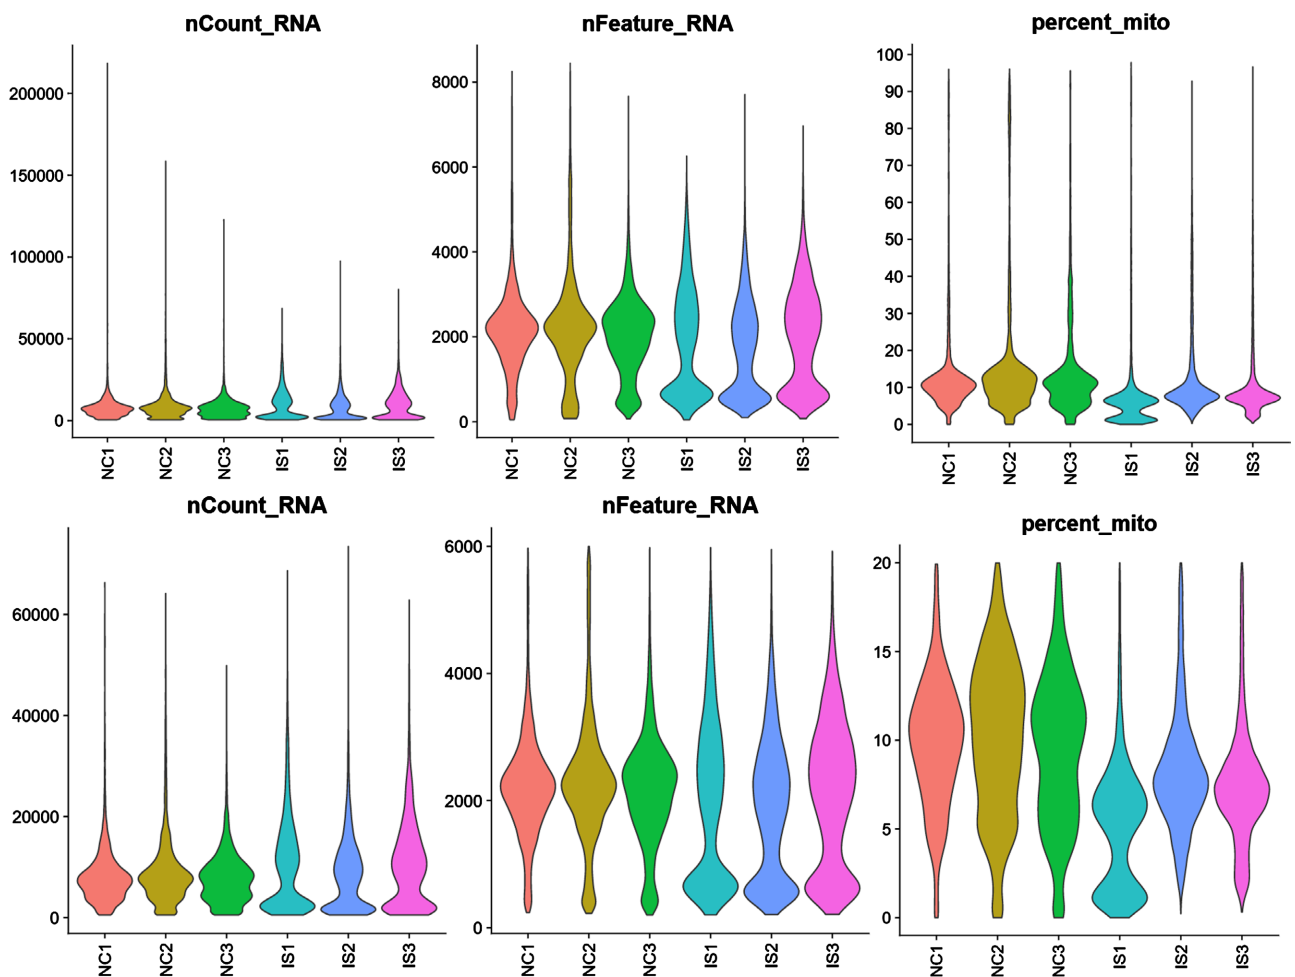 nCount_RNA
200000
150000
100000
50000
0
NC1
NC2
NC3
IS1
IS2
IS3
nFeature_RNA
8000
6000
4000
2000
0
NC1
NC2
NC3
IS1
IS2
IS3
percent_mito
100
90
80
70
60
50
40
30
20
10
0
NC1
NC2
NC3
IS1
IS2
IS3
nCount_RNA
60000
40000
20000
0
NC1
NC2
NC3
IS1
IS2
IS3
nFeature_RNA
6000
4000
2000
0
NC1
NC2
NC3
IS1
IS2
IS3
percent_mito
20
15
10
5
0
NC1
NC2
NC3
IS1
IS2
IS3